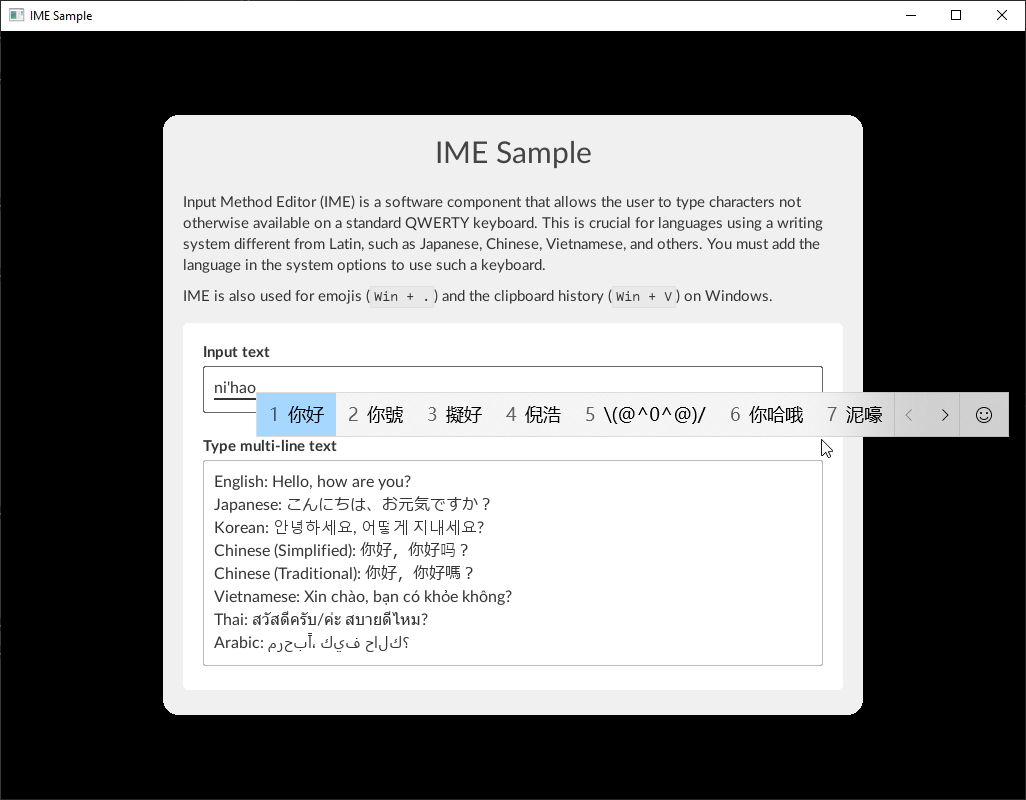 IME Sample
IME Sample
Input Method Editor (IME) is a software component that allows the user to type characters not
otherwise available on a standard QWERTY keyboard. This is crucial for languages using a writing
system different from Latin, such as Japanese, Chinese, Vietnamese, and others. You must add the
language in the system options to use such a keyboard.
IME is also used for emojis (Win + .) and the clipboard history (Win + V) on Windows.
Input text
ni'hao
1 你好 2 你號 3 擬好 4 倪浩 5 \(@^0^@)/ 6 你哈哦 7 泥嚎
Type multi-line text
English: Hello, how are you?
Japanese: こんにちは、お元気ですか？
Korean: 안녕하세요, 어떻게 지내세요?
Chinese (Simplified): 你好，你好吗？
Chinese (Traditional): 你好，你好嗎？
Vietnamese: Xin chào, bạn có khỏe không?
Thai: สวัสดีครับ/ค่ะ สบายดีไหม?
Arabic: مرحبًا، كيف حالك؟